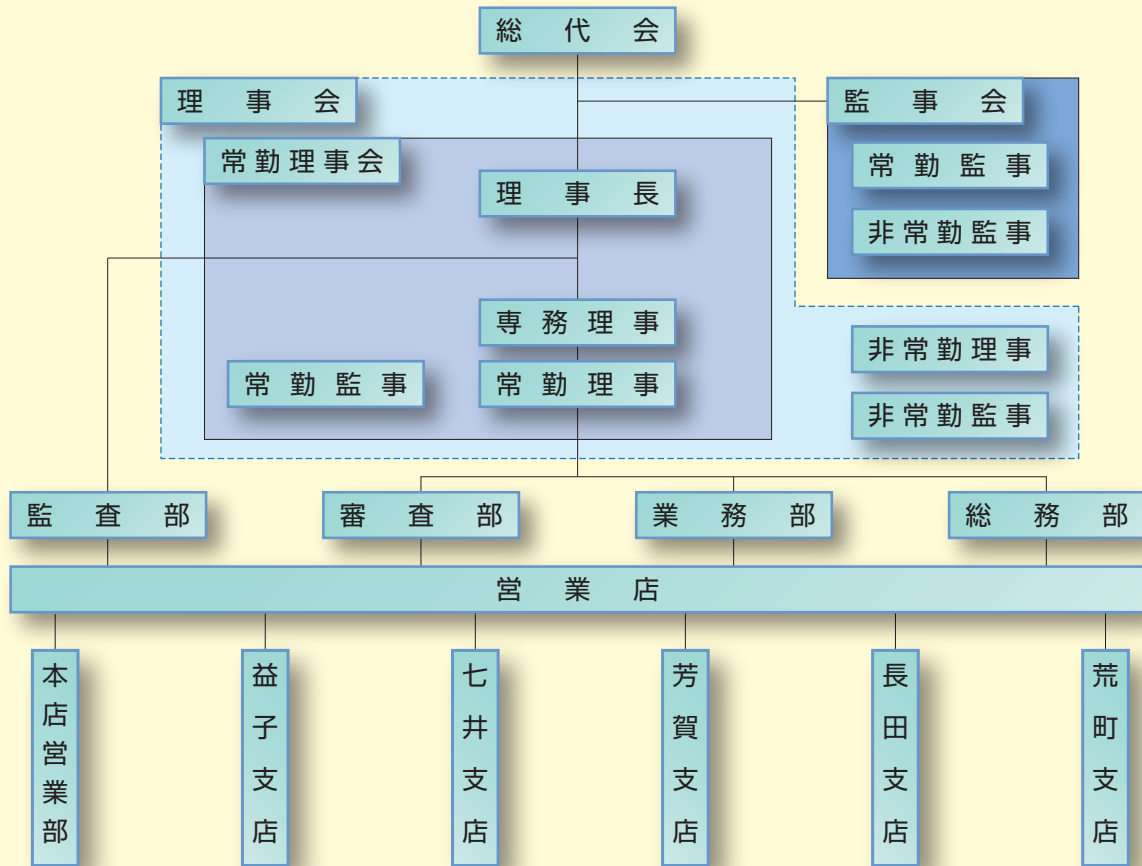 総代会
理事会
監事会
常勤理事会
常勤監事
理事長
非常勤監事
専務理事
非常勤理事
常勤監事
常勤理事
非常勤監事
監査部
審査部
業務部
総務部
営業店
本店営業部
益子支店
七井支店
芳賀支店
長田支店
荒町支店